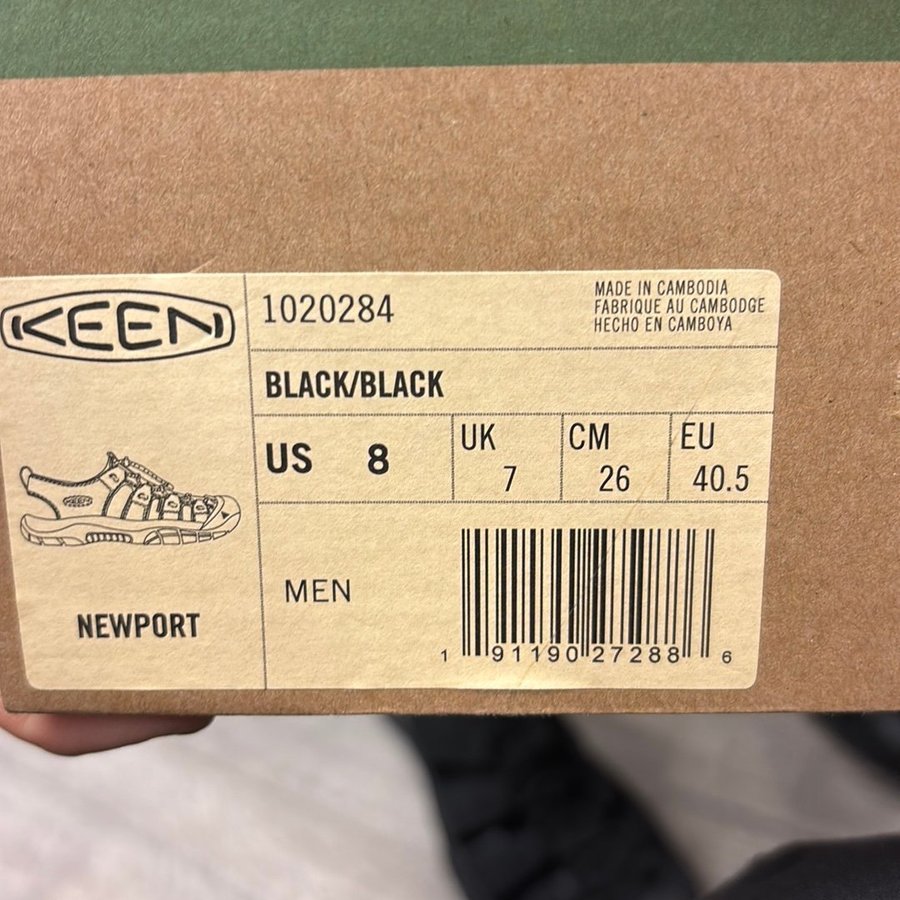 KEEN
1020284
MADE IN CAMBODIA
FABRIQUE AU CAMBODGE
HECHO EN CAMBOYA
BLACK/BLACK
US 8
UK 7
CM 26
EU 40.5
MEN
NEWPORT
1 91190 27288 6